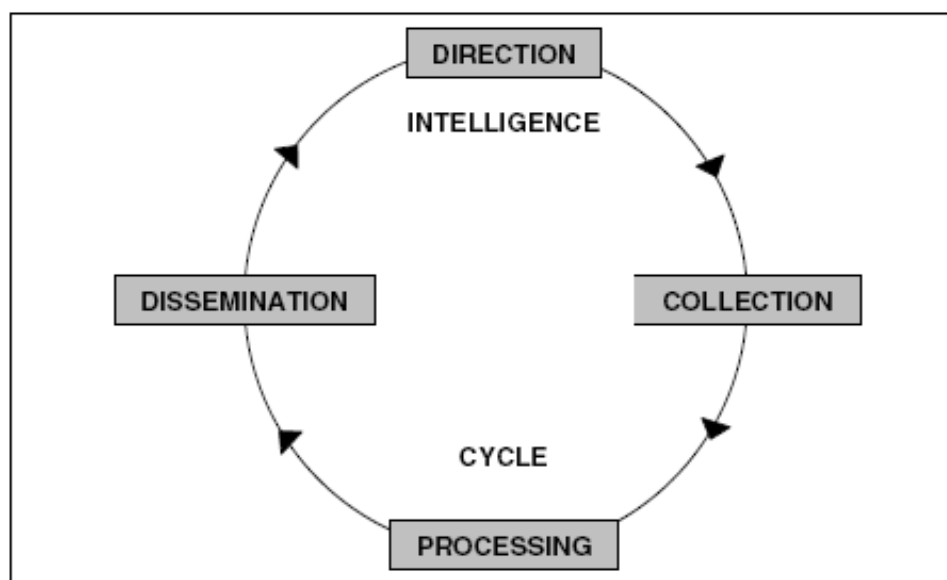 DIRECTION
INTELLIGENCE
DISSEMINATION
COLLECTION
CYCLE
PROCESSING